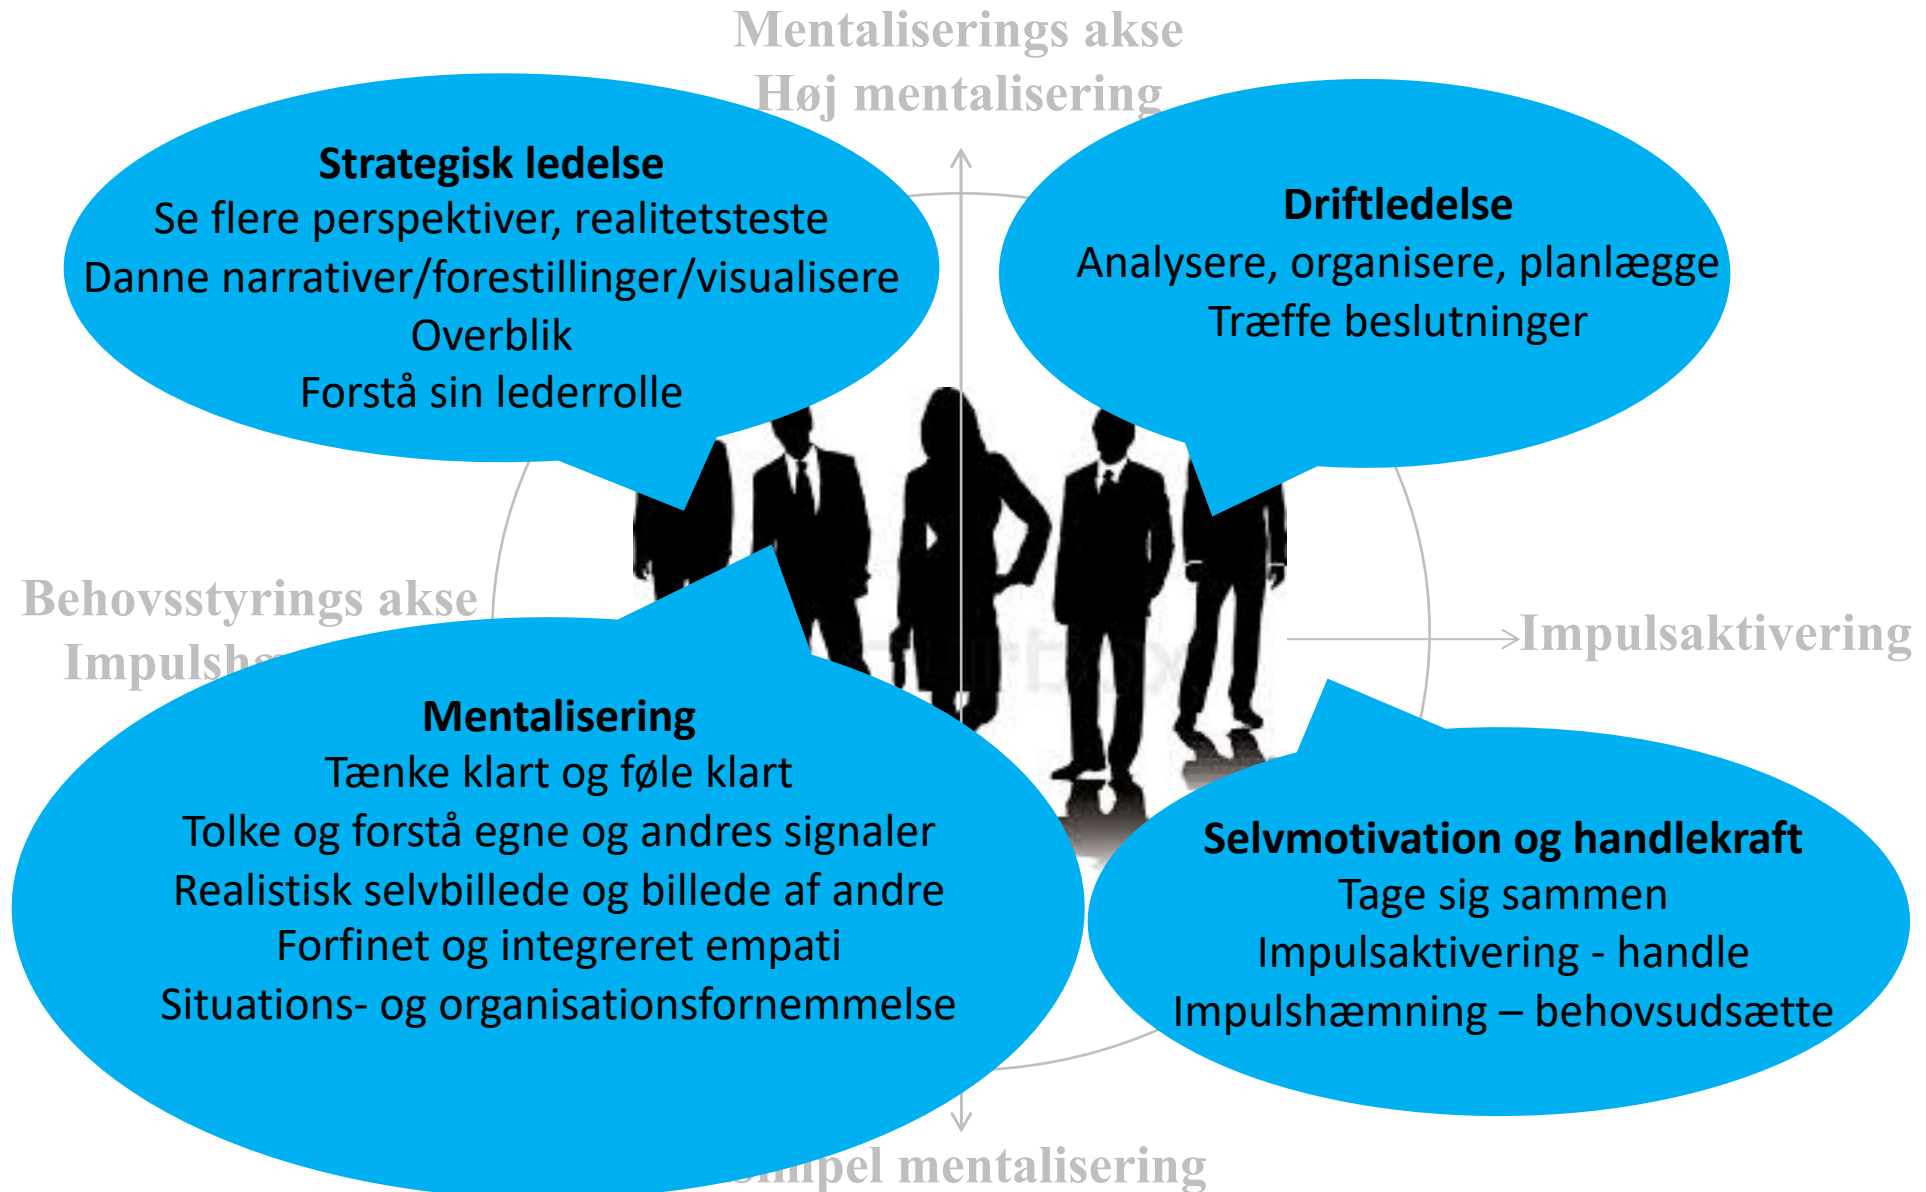 Mentaliserings akse
Høj mentalisering
Strategisk ledelse
Se flere perspektiver, realitetsteste
Danne narrativer/forestillinger/visualisere
Overblik
Forstå sin lederrolle
Driftledelse
Analysere, organisere, planlægge
Træffe beslutninger
Behovsstyrings akse
Impulsaktivering
Mentalisering
Tænke klart og føle klart
Tolke og forstå egne og andres signaler
Realistisk selvbillede og billede af andre
Forfinet og integreret empati
Situations- og organisationsfornemmelse
Selvmotivation og handlekraft
Tage sig sammen
Impulsaktivering - handle
Impulshæmning – behovsudsætte
mentalisering